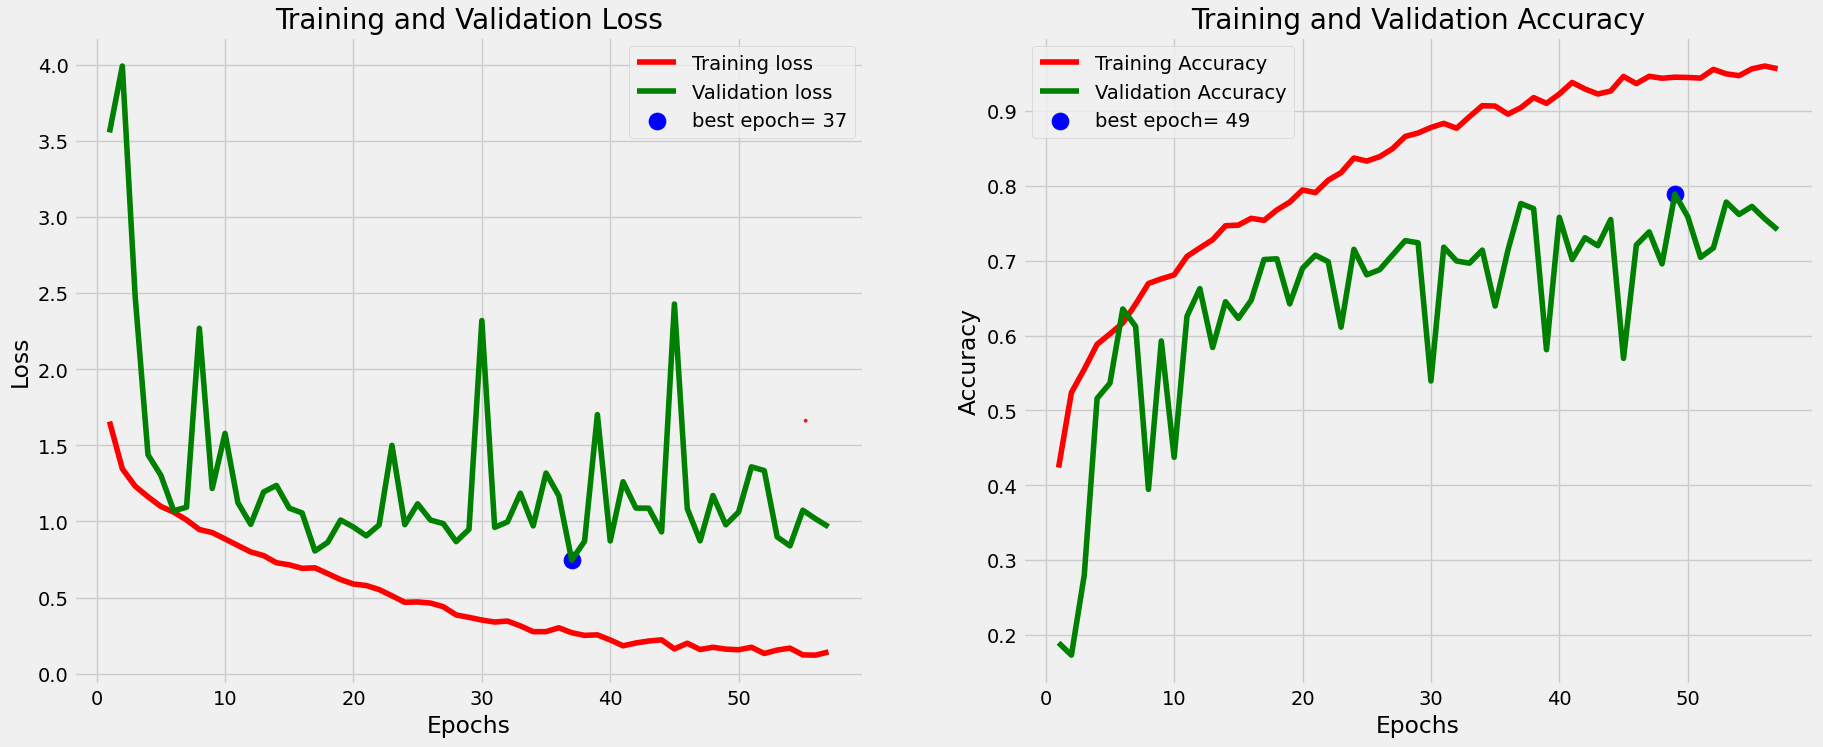 Training and Validation Loss
Training loss
Validation loss
best epoch= 37
4.0
3.5
3.0
2.5
2.0
1.5
1.0
0.5
0.0
Loss
0 10 20 30 40 50
Epochs
Training and Validation Accuracy
Training Accuracy
Validation Accuracy
best epoch= 49
0.9
0.8
0.7
0.6
0.5
0.4
0.3
0.2
Accuracy
0 10 20 30 40 50
Epochs